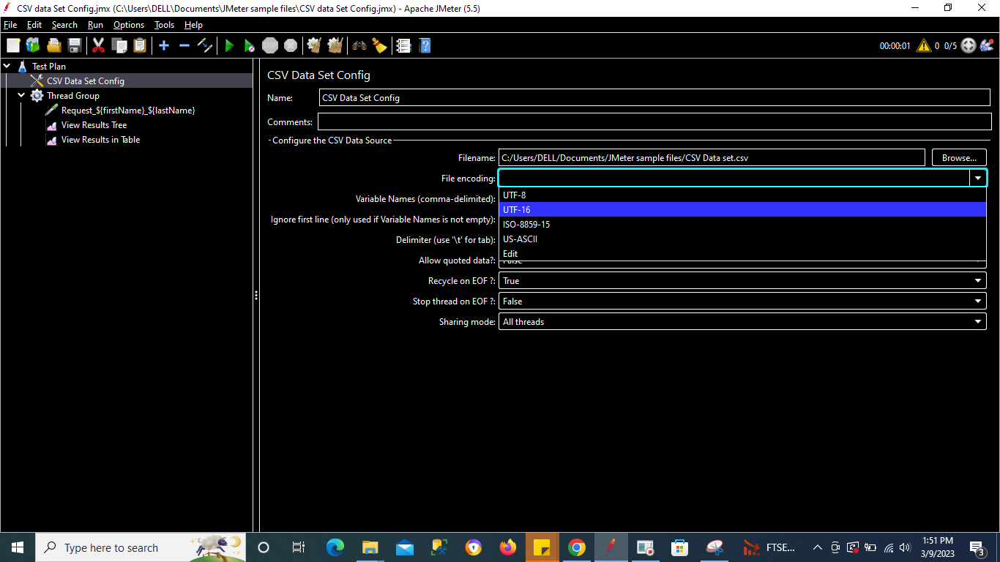 CSV data Set Config.jmx (C:\Users\DELL\Documents\JMeter sample files\CSV data Set Config.jmx) - Apache JMeter (5.5)
File Edit Search Run Options Tools Help
00:00:01 0 0/5
Test Plan
CSV Data Set Config
Thread Group
Request_${firstName}_${lastName}
View Results Tree
View Results in Table
CSV Data Set Config
Name: CSV Data Set Config
Comments:
Configure the CSV Data Source
Filename: C:/Users/DELL/Documents/JMeter sample files/CSV Data set.csv Browse...
File encoding:
UTF-8
Variable Names (comma-delimited):
UTF-16
Ignore first line (only used if Variable Names is not empty):
ISO-8859-15
Delimiter (use '\t' for tab):
US-ASCII
Edit
Allow quoted data?: False
Recycle on EOF ?: True
Stop thread on EOF ?: False
Sharing mode: All threads
Type here to search
FTSE...
1:51 PM
3/9/2023
3